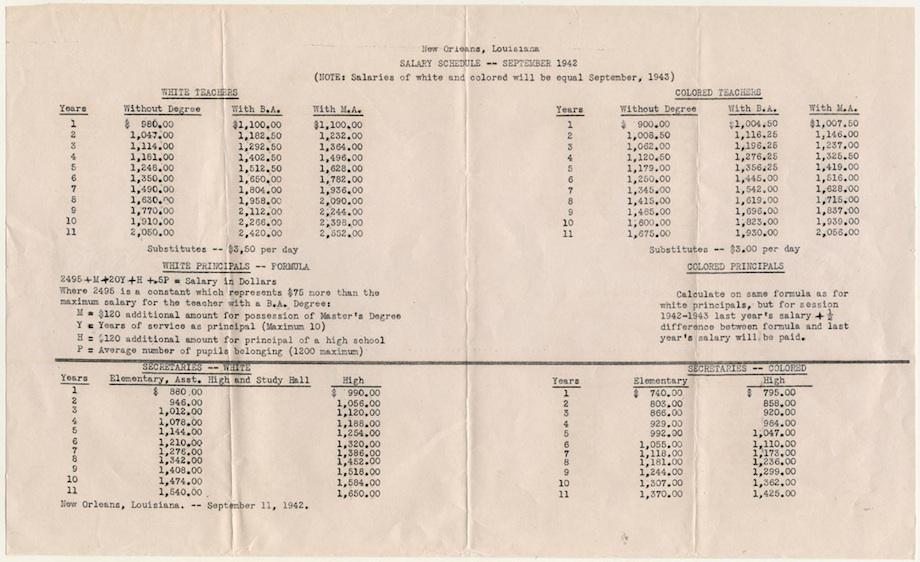 New Orleans, Louisiana
SALARY SCHEDULE -- SEPTEMBER 1942
(NOTE: Salaries of white and colored will be equal September, 1943)
WHITE TEACHERS
Years Without Degree With B.A. With M.A.
1 $ 980.00 $1,100.00 $1,100.00
2 1,047.00 1,182.50 1,232.00
3 1,114.00 1,292.50 1,364.00
4 1,181.00 1,402.50 1,496.00
5 1,248.00 1,512.50 1,628.00
6 1,350.00 1,650.00 1,782.00
7 1,490.00 1,804.00 1,936.00
8 1,630.00 1,958.00 2,090.00
9 1,770.00 2,112.00 2,244.00
10 1,910.00 2,266.00 2,398.00
11 2,050.00 2,420.00 2,552.00
Substitutes -- $3.50 per day
COLORED TEACHERS
Years Without Degree With B.A. With M.A.
1 $ 900.00 $1,004.50 $1,007.50
2 1,008.50 1,116.25 1,146.00
3 1,062.00 1,196.25 1,237.00
4 1,120.50 1,276.25 1,325.50
5 1,179.00 1,356.25 1,419.00
6 1,250.00 1,445.00 1,516.00
7 1,345.00 1,542.00 1,628.00
8 1,415.00 1,619.00 1,715.00
9 1,485.00 1,696.00 1,837.00
10 1,600.00 1,823.00 1,939.00
11 1,675.00 1,930.00 2,056.00
Substitutes -- $3.00 per day
WHITE PRINCIPALS -- FORMULA
2495+M+20Y+H +.5P = Salary in Dollars
Where 2495 is a constant which represents $75 more than the
maximum salary for the teacher with a B.A. Degree:
M = $120 additional amount for possession of Master's Degree
Y = Years of service as principal (Maximum 10)
H = $120 additional amount for principal of a high school
P = Average number of pupils belonging (1200 maximum)
COLORED PRINCIPALS
Calculate on same formula as for
white principals, but for session
1942-1943 last year's salary + ½
difference between formula and last
year's salary will be paid.
SECRETARIES -- WHITE
Years Elementary, Asst. High and Study Hall High
1 $ 880.00 $ 990.00
2 946.00 1,056.00
3 1,012.00 1,120.00
4 1,078.00 1,188.00
5 1,144.00 1,254.00
6 1,210.00 1,320.00
7 1,276.00 1,386.00
8 1,342.00 1,452.00
9 1,408.00 1,518.00
10 1,474.00 1,584.00
11 1,540.00 1,650.00
SECRETARIES -- COLORED
Years Elementary High
1 $ 740.00 $ 795.00
2 803.00 858.00
3 866.00 920.00
4 929.00 984.00
5 992.00 1,047.00
6 1,055.00 1,110.00
7 1,118.00 1,173.00
8 1,181.00 1,236.00
9 1,244.00 1,299.00
10 1,307.00 1,362.00
11 1,370.00 1,425.00
New Orleans, Louisiana. -- September 11, 1942.